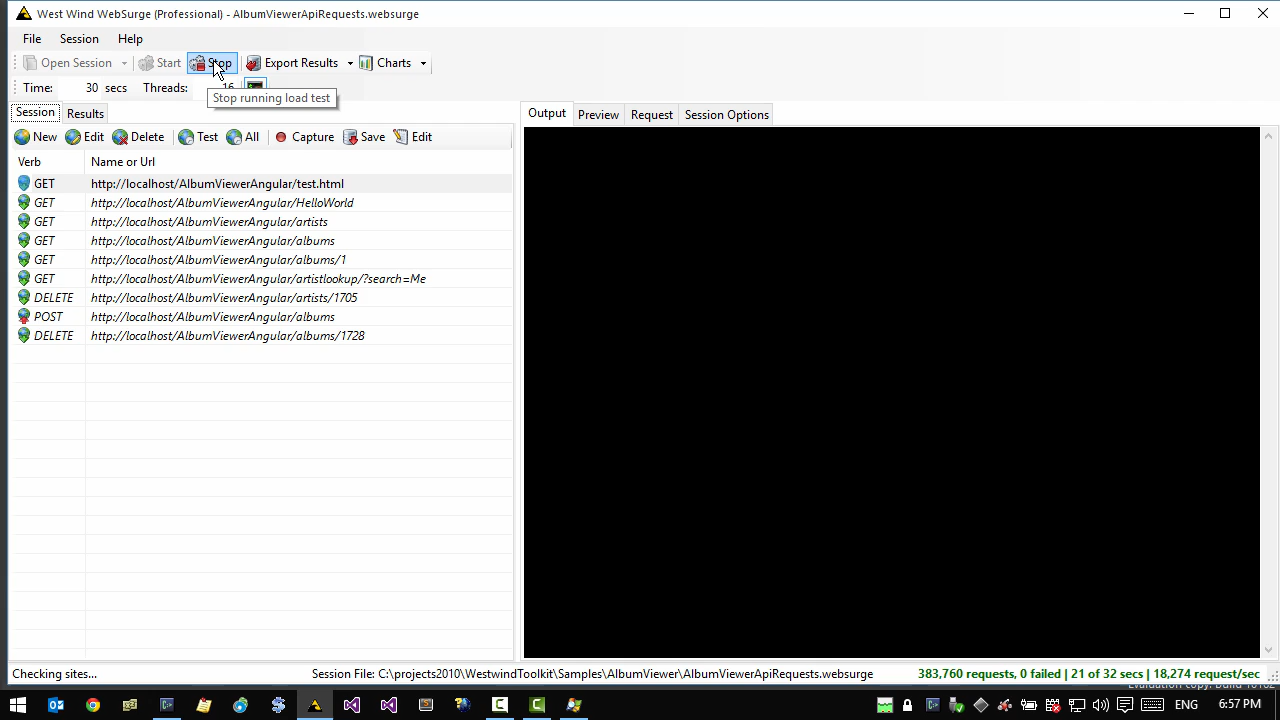 West Wind WebSurge (Professional) - AlbumViewerApiRequests.websurge
File Session Help
Open Session Start Stop Export Results Charts
Time: 30 secs Threads: 16
Stop running load test
Session Results
Output Preview Request Session Options
New Edit Delete Test All Capture Save Edit
Verb Name or Url
GET http://localhost/AlbumViewerAngular/test.html
GET http://localhost/AlbumViewerAngular/HelloWorld
GET http://localhost/AlbumViewerAngular/artists
GET http://localhost/AlbumViewerAngular/albums
GET http://localhost/AlbumViewerAngular/albums/1
GET http://localhost/AlbumViewerAngular/artistlookup/?search=Me
DELETE http://localhost/AlbumViewerAngular/artists/1705
POST http://localhost/AlbumViewerAngular/albums
DELETE http://localhost/AlbumViewerAngular/albums/1728
Checking sites... Session File: C:\projects2010\WestwindToolkit\Samples\AlbumViewer\AlbumViewerApiRequests.websurge 383,760 requests, 0 failed | 21 of 32 secs | 18,274 request/sec
Evaluation copy. Build
ENG 6:57 PM